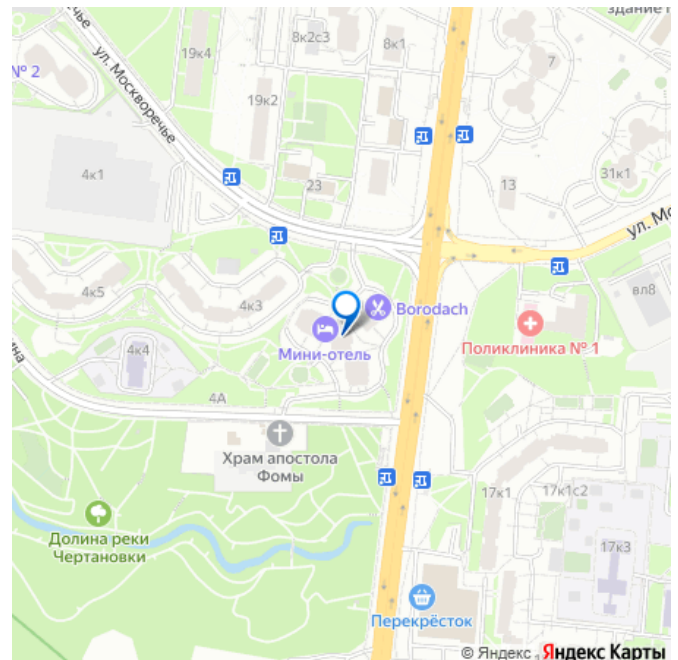 здание
8к2с3
8к1
7
19к4
№ 2
ул. Москворечье
19к2
4к1
23
13
31к1
ул. Мо
вл8
4к5
4к3
Borodach
Мини-отель
Поликлиника № 1
4к4
4А
Храм апостола
Фомы
17к1
17к1с2
Долина реки
Чертановки
17к3
Перекрёсток
© Яндекс
Яндекс Карты